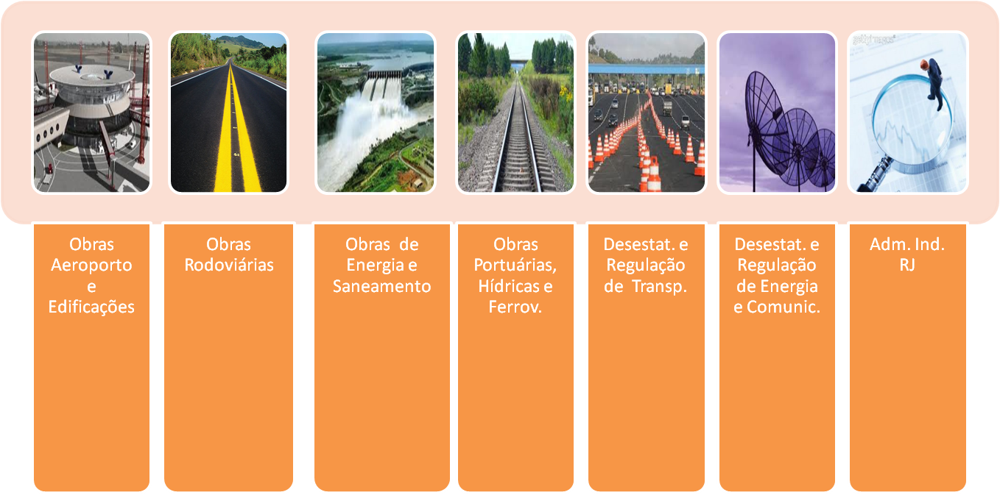 gettyimages
Obras
Aeroporto
e
Edificações
Obras
Rodoviárias
Obras de
Energia e
Saneamento
Obras
Portuárias,
Hídricas e
Ferrov.
Desestat. e
Regulação
de Transp.
Desestat. e
Regulação
de Energia
e Comunic.
Adm. Ind.
RJ